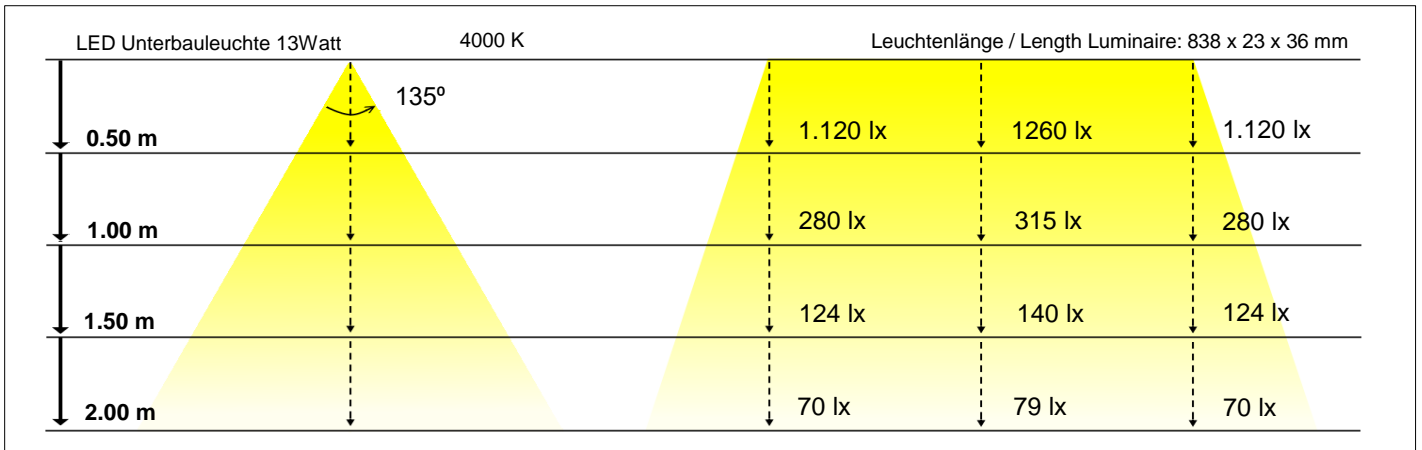 LED Unterbauleuchte 13Watt 4000 K Leuchtenlänge / Length Luminaire: 838 x 23 x 36 mm
135º
0.50 m 1.120 lx 1260 lx 1.120 lx
1.00 m 280 lx 315 lx 280 lx
1.50 m 124 lx 140 lx 124 lx
2.00 m 70 lx 79 lx 70 lx